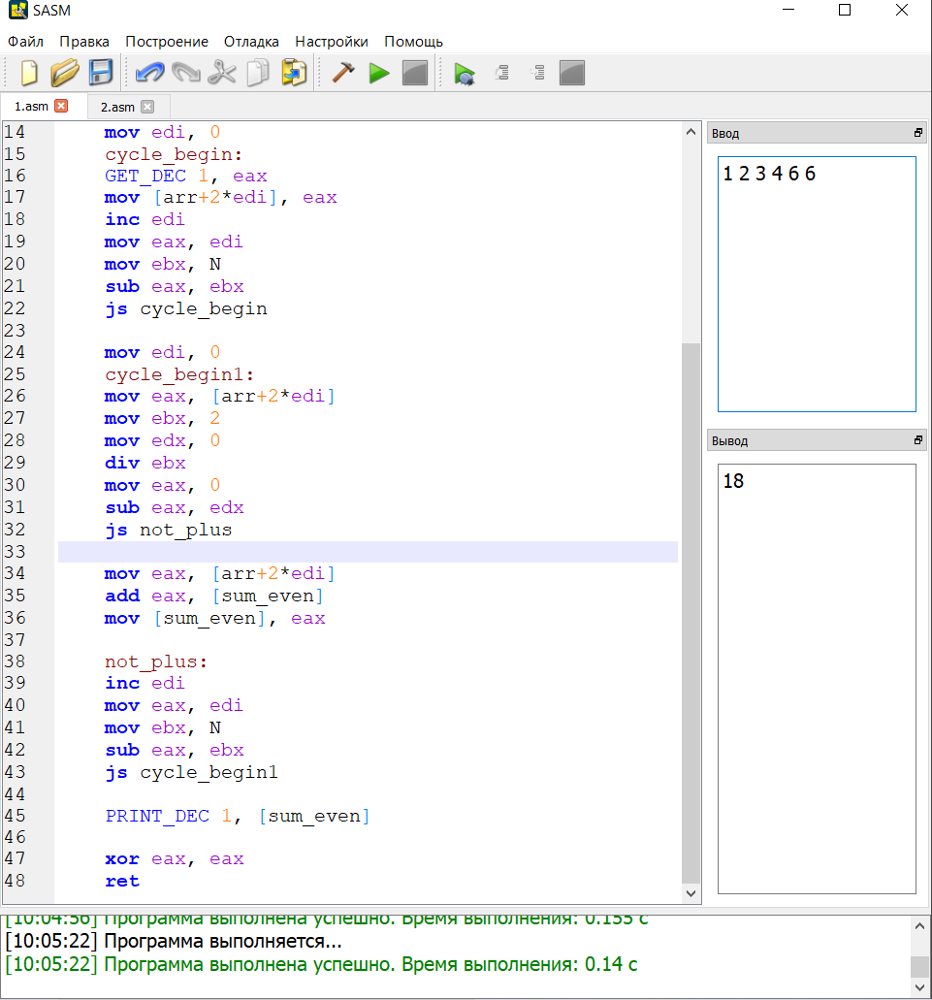 SASM
Файл Правка Построение Отладка Настройки Помощь
1.asm 2.asm
14 mov edi, 0
15 cycle_begin:
16 GET_DEC 1, eax
17 mov [arr+2*edi], eax
18 inc edi
19 mov eax, edi
20 mov ebx, N
21 sub eax, ebx
22 js cycle_begin
23
24 mov edi, 0
25 cycle_begin1:
26 mov eax, [arr+2*edi]
27 mov ebx, 2
28 mov edx, 0
29 div ebx
30 mov eax, 0
31 sub eax, edx
32 js not_plus
33
34 mov eax, [arr+2*edi]
35 add eax, [sum_even]
36 mov [sum_even], eax
37
38 not_plus:
39 inc edi
40 mov eax, edi
41 mov ebx, N
42 sub eax, ebx
43 js cycle_begin1
44
45 PRINT_DEC 1, [sum_even]
46
47 xor eax, eax
48 ret
Ввод
1 2 3 4 6 6
Вывод
18
[10:04:56] Программа выполнена успешно. Время выполнения: 0.155 с
[10:05:22] Программа выполняется...
[10:05:22] Программа выполнена успешно. Время выполнения: 0.14 с